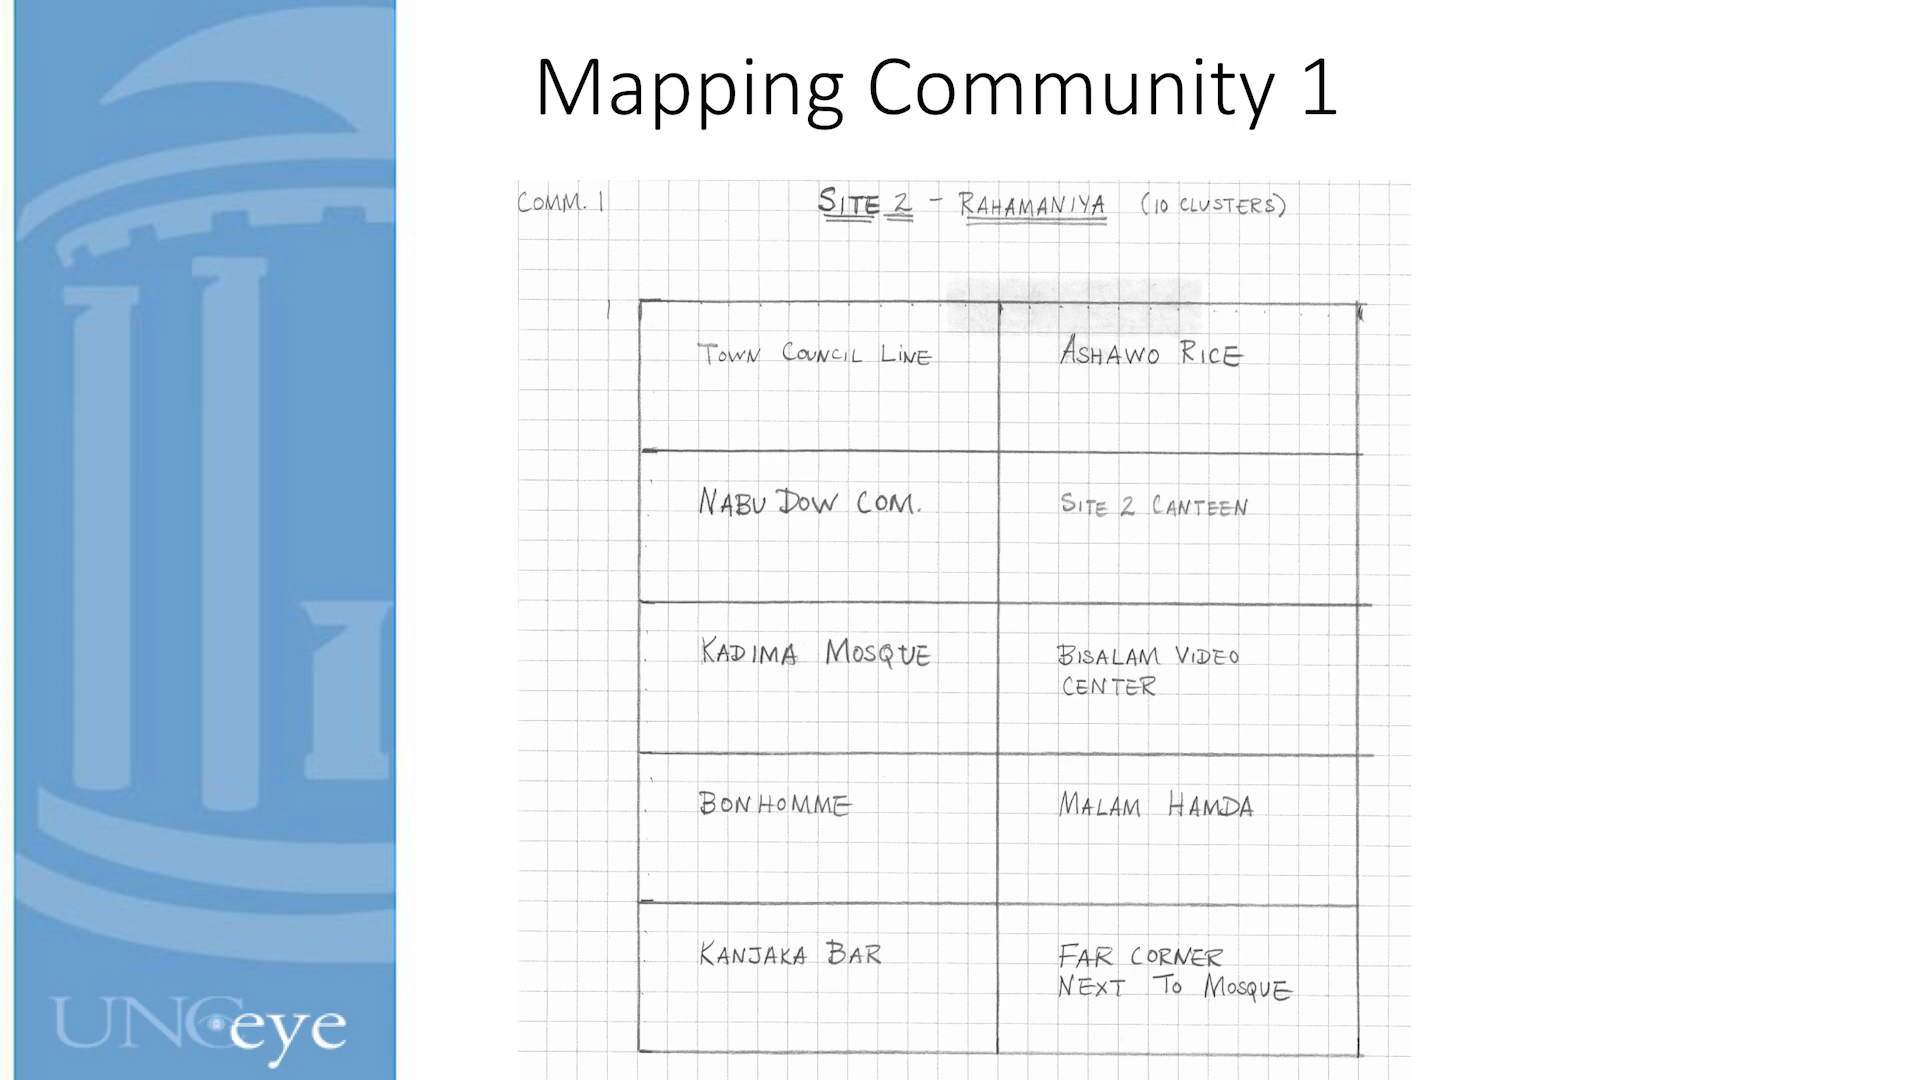 Mapping Community 1
COMM. 1
SITE 2 - RAHAMANIYA (10 CLUSTERS)
1
TOWN COUNCIL LINE
ASHAWO RICE
NABU DOW COM.
SITE 2 CANTEEN
KADIMA MOSQUE
BISALAM VIDEO
CENTER
BONHOMME
MALAM HAMDA
KANJAKA BAR
FAR CORNER
NEXT TO MOSQUE
UNCeye